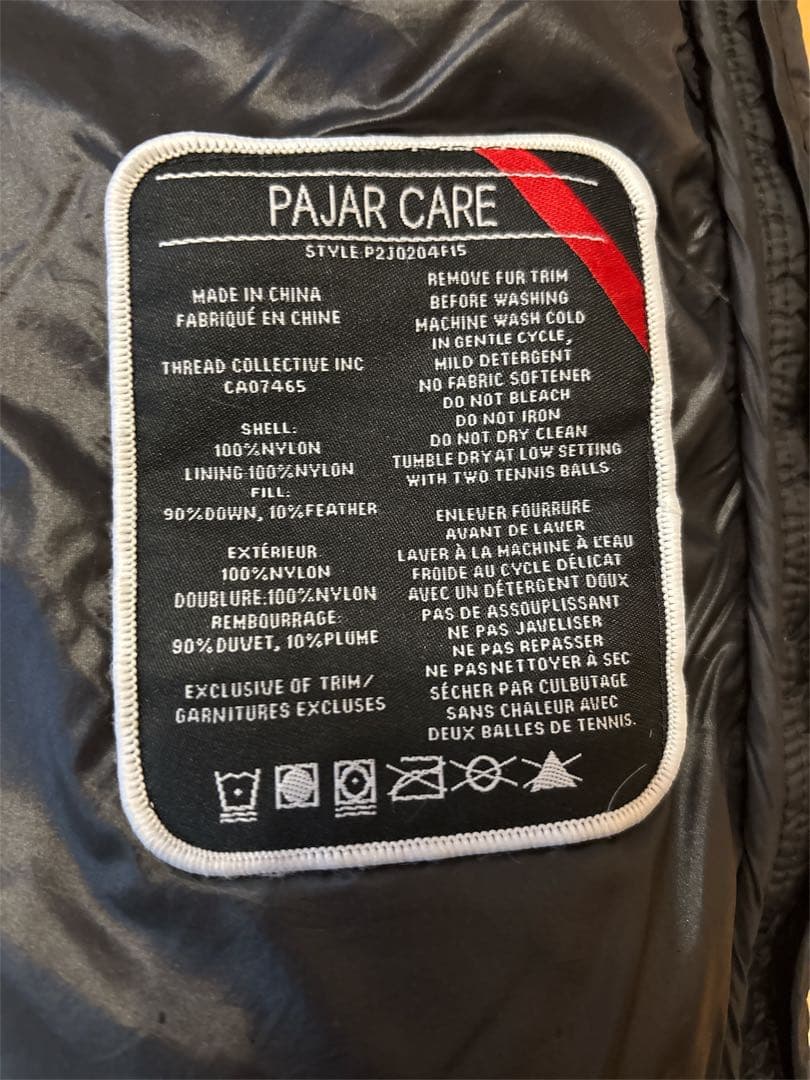 PAJAR CARE
STYLE:P2J0204F15
MADE IN CHINA
FABRIQUÉ EN CHINE
THREAD COLLECTIVE INC
CA07465
SHELL:
100%NYLON
LINING:100%NYLON
FILL:
90%DOWN, 10%FEATHER
EXTÉRIEUR
100%NYLON
DOUBLURE:100%NYLON
REMBOURRAGE:
90%DUVET, 10%PLUME
EXCLUSIVE OF TRIM/
GARNITURES EXCLUSES
REMOVE FUR TRIM
BEFORE WASHING
MACHINE WASH COLD
IN GENTLE CYCLE,
MILD DETERGENT
NO FABRIC SOFTENER
DO NOT BLEACH
DO NOT IRON
DO NOT DRY CLEAN
TUMBLE DRY AT LOW SETTING
WITH TWO TENNIS BALLS
ENLEVER FOURRURE
AVANT DE LAVER
LAVER À LA MACHINE À L'EAU
FROIDE AU CYCLE DÉLICAT
AVEC UN DÉTERGENT DOUX
PAS DE ASSOUPLISSANT
NE PAS JAVELISER
NE PAS REPASSER
NE PAS NETTOYER À SEC
SÉCHER PAR CULBUTAGE
SANS CHALEUR AVEC
DEUX BALLES DE TENNIS.